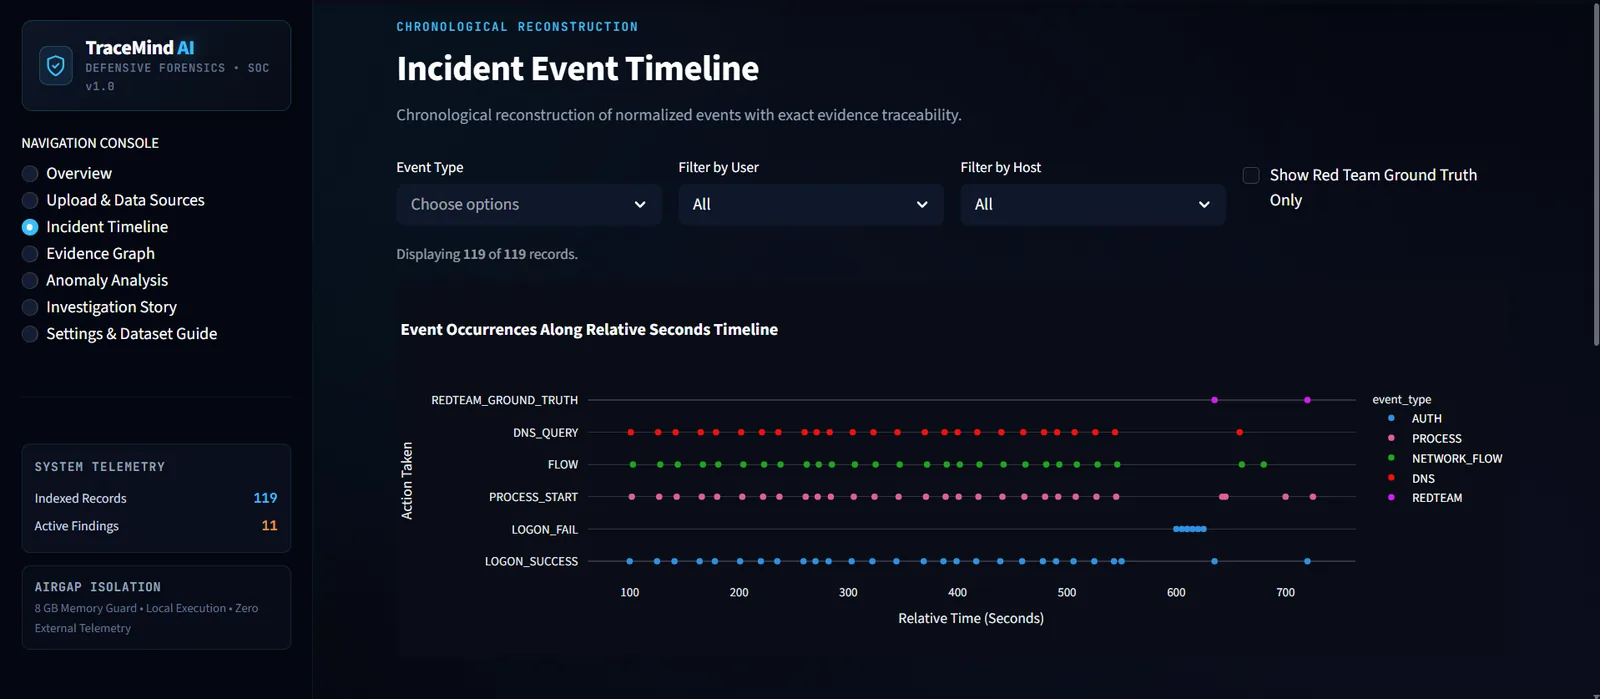 TraceMind AI
DEFENSIVE FORENSICS • SOC
v1.0
NAVIGATION CONSOLE
Overview
Upload & Data Sources
Incident Timeline
Evidence Graph
Anomaly Analysis
Investigation Story
Settings & Dataset Guide
SYSTEM TELEMETRY
Indexed Records 119
Active Findings 11
AIRGAP ISOLATION
8 GB Memory Guard • Local Execution • Zero
External Telemetry
CHRONOLOGICAL RECONSTRUCTION
Incident Event Timeline
Chronological reconstruction of normalized events with exact evidence traceability.
Event Type
Choose options
Filter by User
All
Filter by Host
All
Show Red Team Ground Truth
Only
Displaying 119 of 119 records.
Event Occurrences Along Relative Seconds Timeline
Action Taken
REDTEAM_GROUND_TRUTH
DNS_QUERY
FLOW
PROCESS_START
LOGON_FAIL
LOGON_SUCCESS
100 200 300 400 500 600 700
Relative Time (Seconds)
event_type
AUTH
PROCESS
NETWORK_FLOW
DNS
REDTEAM